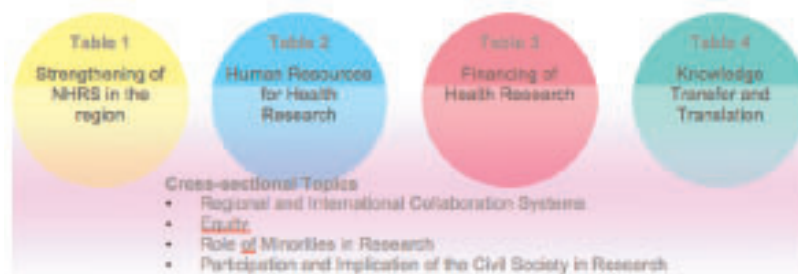 Table 1
Strengthening of
NHRS in the
region
Table 2
Human Resources
for Health
Research
Table 3
Financing of
Health Research
Table 4
Knowledge
Transfer and
Translation
Cross-sectional Topics
• Regional and International Collaboration Systems
• Equity
• Role of Minorities in Research
• Participation and Implication of the Civil Society in Research